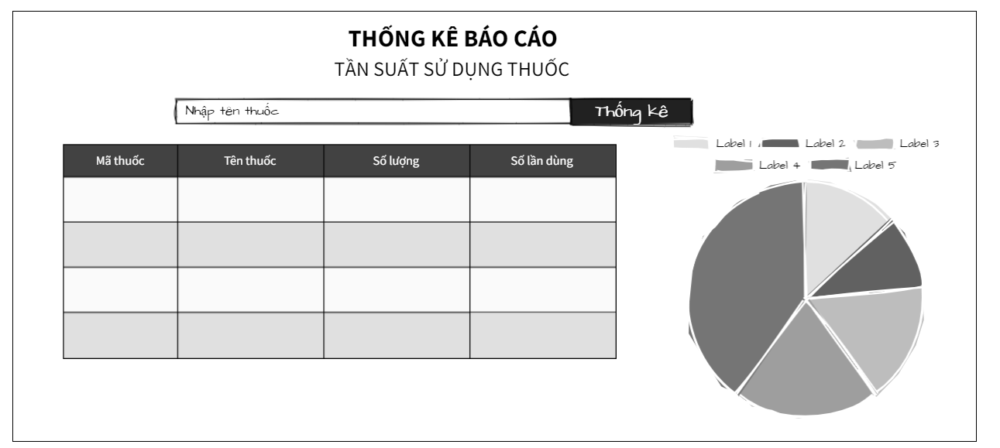 THỐNG KÊ BÁO CÁO
TẦN SUẤT SỬ DỤNG THUỐC
Nhập tên thuốc Thống kê
Mã thuốc Tên thuốc Số lượng Số lần dùng
Label 1 Label 2 Label 3
Label 4 Label 5